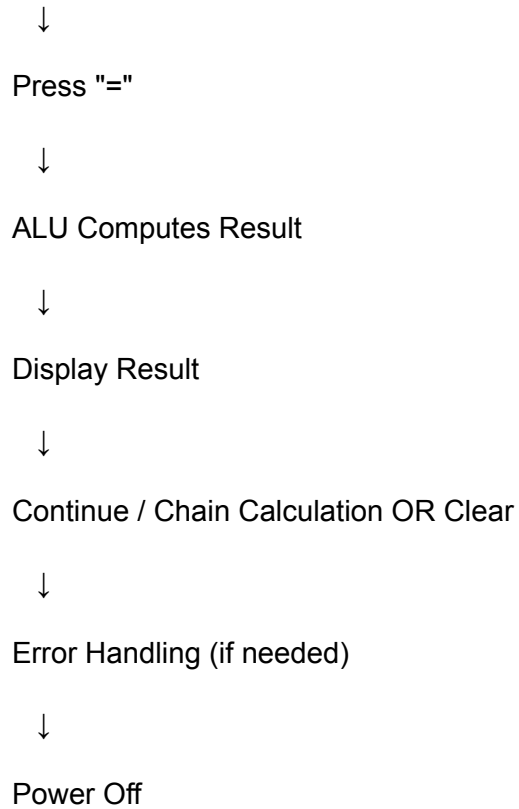 ↓
Press "="
↓
ALU Computes Result
↓
Display Result
↓
Continue / Chain Calculation OR Clear
↓
Error Handling (if needed)
↓
Power Off